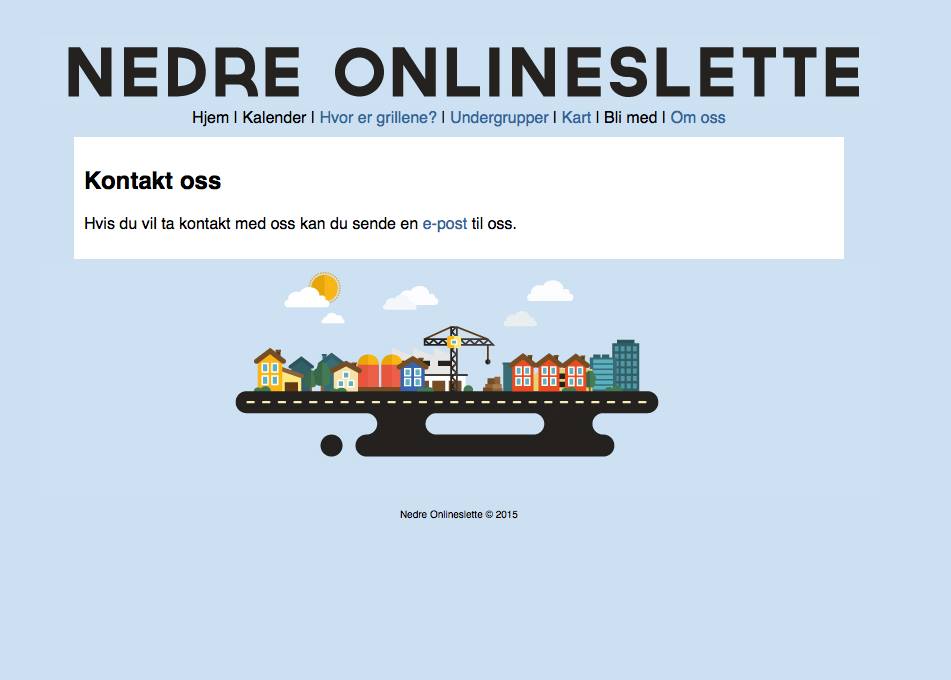 NEDRE ONLINESLETTE
Hjem | Kalender | Hvor er grillene? | Undergrupper | Kart | Bli med | Om oss
Kontakt oss
Hvis du vil ta kontakt med oss kan du sende en e-post til oss.
Nedre Onlineslette © 2015